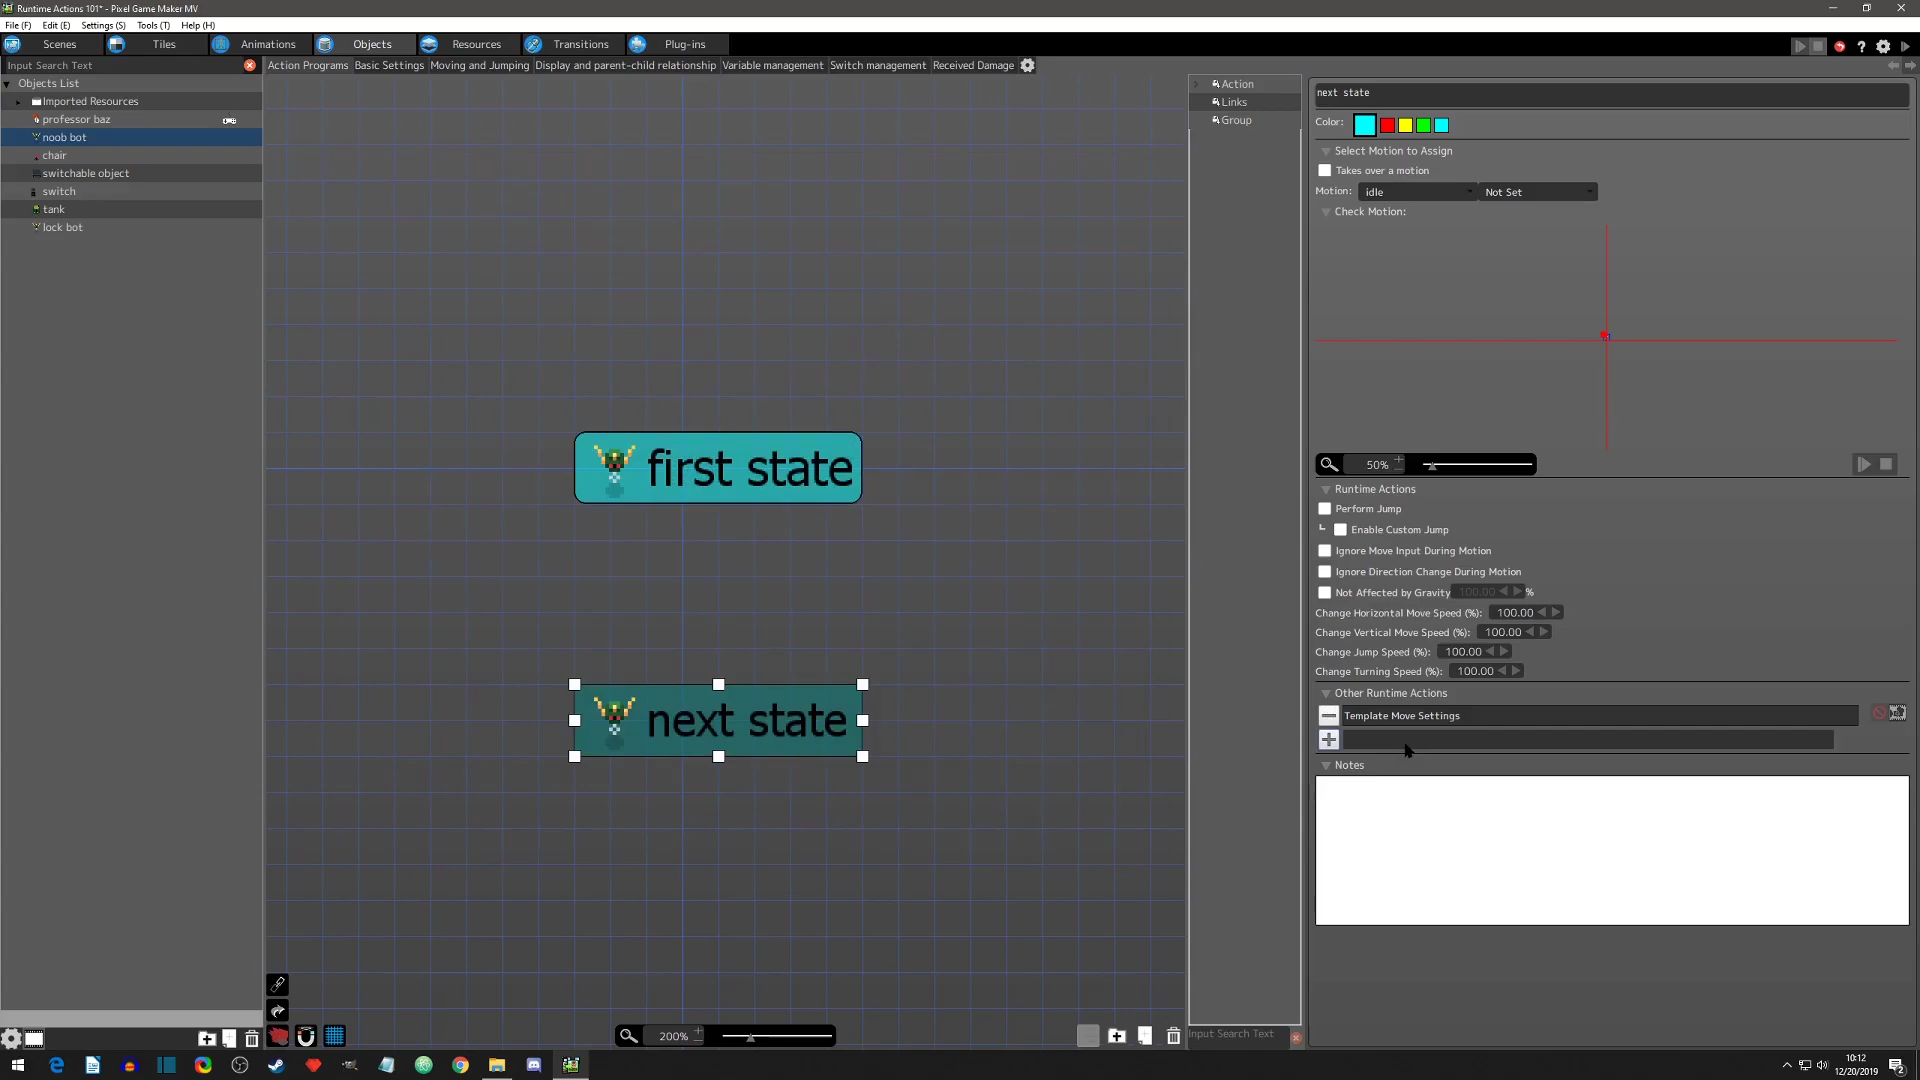 Runtime Actions 101* - Pixel Game Maker MV
File (F) Edit (E) Settings (S) Tools (T) Help (H)
Scenes Tiles Animations Objects Resources Transitions Plug-ins
Input Search Text
Action Programs Basic Settings Moving and Jumping Display and parent-child relationship Variable management Switch management Received Damage
Objects List
Imported Resources
professor baz
noob bot
chair
switchable object
switch
tank
lock bot
first state
next state
200%
Action
Links
Group
Input Search Text
next state
Color:
Select Motion to Assign
Takes over a motion
Motion: idle Not Set
Check Motion:
50%
Runtime Actions
Perform Jump
Enable Custom Jump
Ignore Move Input During Motion
Ignore Direction Change During Motion
Not Affected by Gravity 100.00 %
Change Horizontal Move Speed (%): 100.00
Change Vertical Move Speed (%): 100.00
Change Jump Speed (%): 100.00
Change Turning Speed (%): 100.00
Other Runtime Actions
Template Move Settings
Notes
10:12
12/20/2019
2